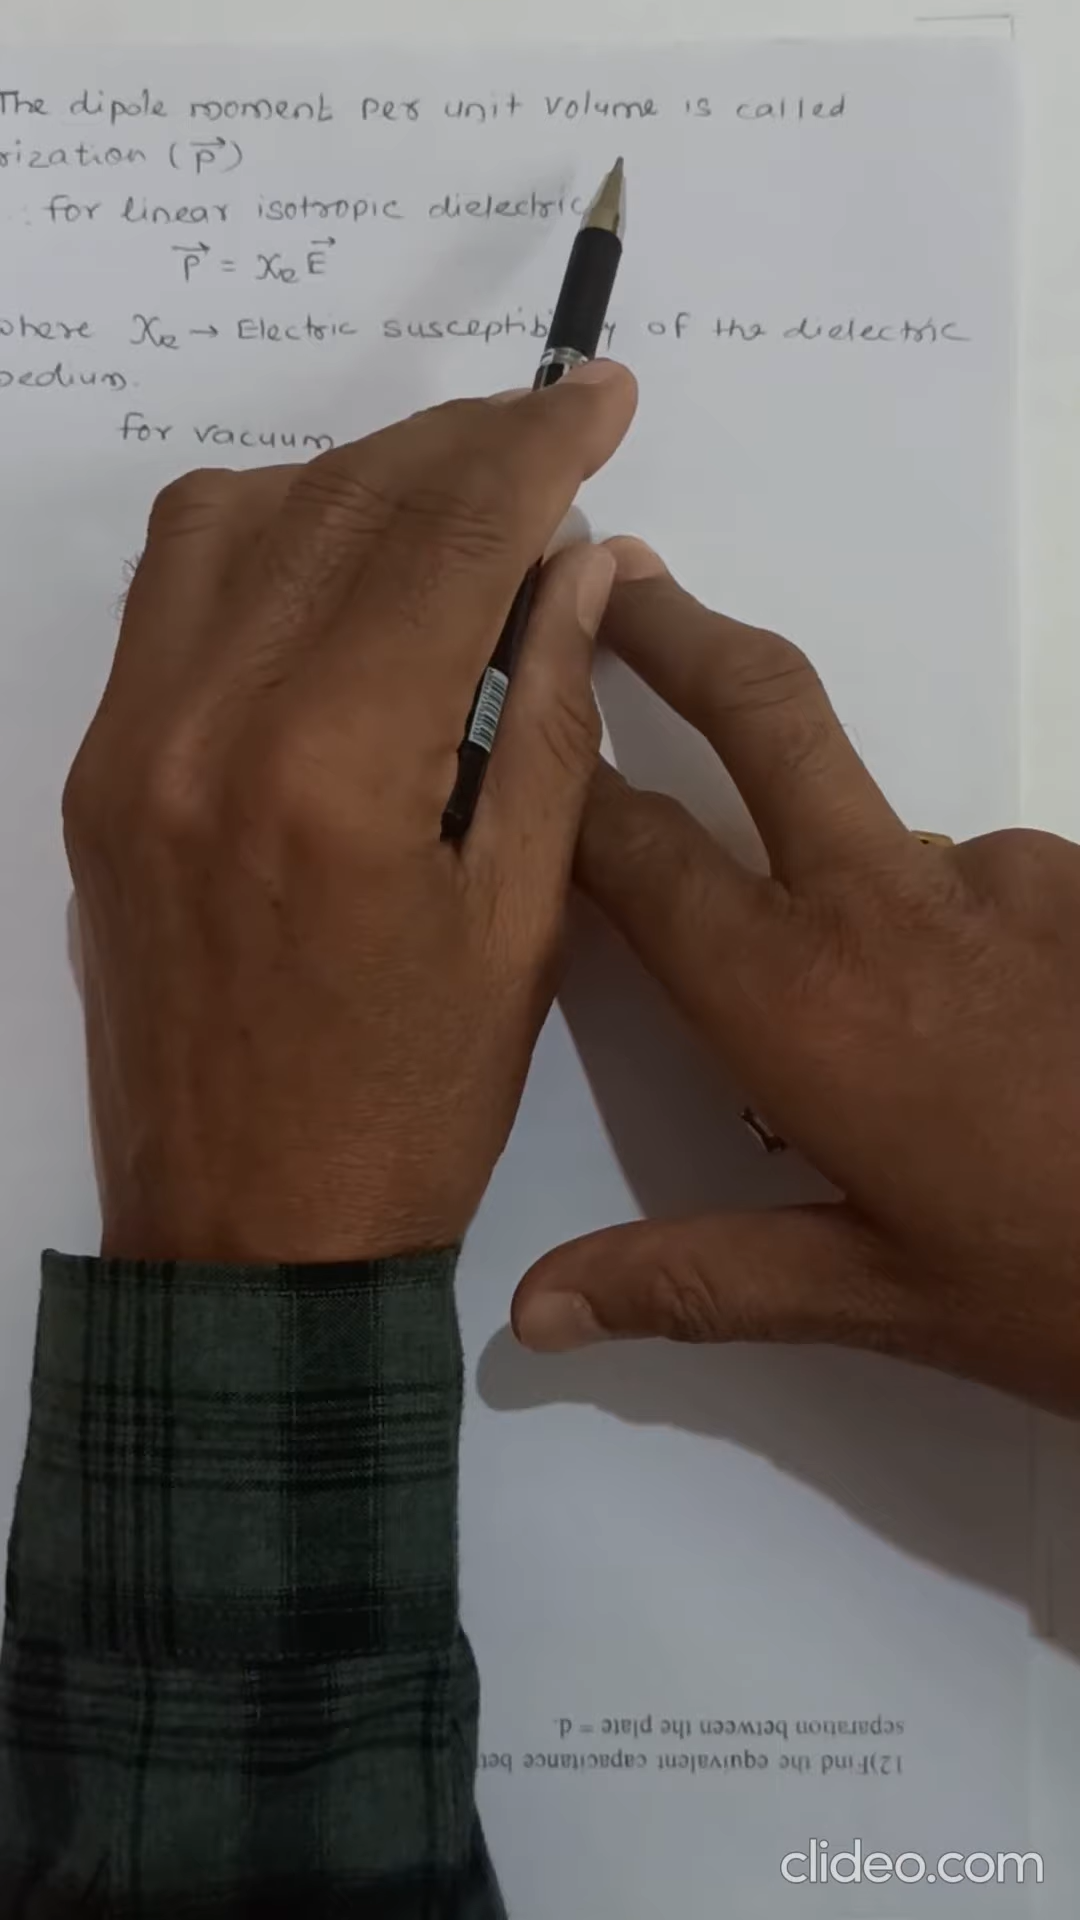 The dipole moment per unit volume is called
rization (P⃗)
∴ for linear isotropic dielectric
P⃗ = χe E⃗
where χe → Electric susceptibility of the dielectric
medium.
for vacuum
separation between the plate = d.
12)Find the equivalent capacitance bet
clideo.com